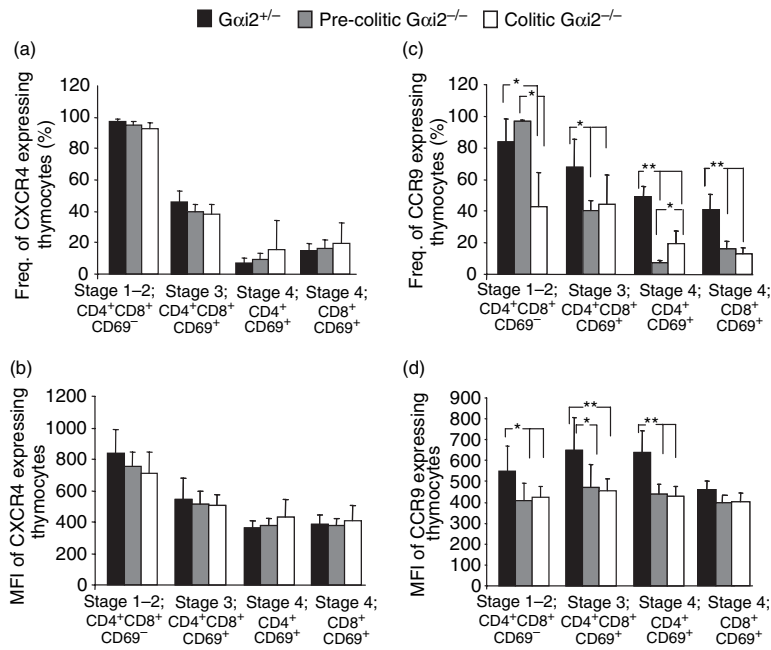 Gαi2+/− Pre-colitic Gαi2−/− Colitic Gαi2−/−
(a)
Freq. of CXCR4 expressing
thymocytes (%)
120
100
80
60
40
20
0
Stage 1–2; Stage 3; Stage 4; Stage 4;
CD4+CD8+ CD4+CD8+ CD4+ CD8+
CD69− CD69+ CD69+ CD69+
(c)
Freq. of CCR9 expressing
thymocytes (%)
120
100
80
60
40
20
0
* * * ** * **
Stage 1–2; Stage 3; Stage 4; Stage 4;
CD4+CD8+ CD4+CD8+ CD4+ CD8+
CD69− CD69+ CD69+ CD69+
(b)
MFI of CXCR4 expressing
thymocytes
1200
1000
800
600
400
200
0
Stage 1–2; Stage 3; Stage 4; Stage 4;
CD4+CD8+ CD4+CD8+ CD4+ CD8+
CD69− CD69+ CD69+ CD69+
(d)
MFI of CCR9 expressing
thymocytes
900
800
700
600
500
400
300
200
100
0
* ** * **
Stage 1–2; Stage 3; Stage 4; Stage 4;
CD4+CD8+ CD4+CD8+ CD4+ CD8+
CD69− CD69+ CD69+ CD69+